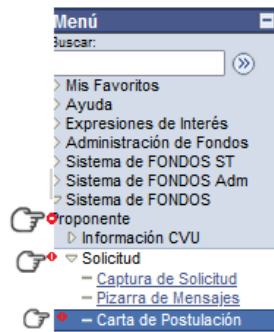 Menú
Buscar:
Mis Favoritos
Ayuda
Expresiones de Interés
Administración de Fondos
Sistema de FONDOS ST
Sistema de FONDOS Adm
Sistema de FONDOS
Proponente
Información CVU
Solicitud
– Captura de Solicitud
– Pizarra de Mensajes
– Carta de Postulación